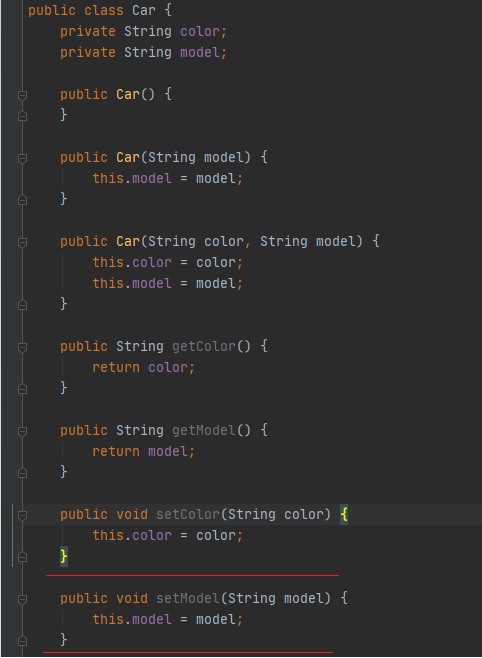 public class Car {
private String color;
private String model;
public Car() {
}
public Car(String model) {
this.model = model;
}
public Car(String color, String model) {
this.color = color;
this.model = model;
}
public String getColor() {
return color;
}
public String getModel() {
return model;
}
public void setColor(String color) {
this.color = color;
}
public void setModel(String model) {
this.model = model;
}